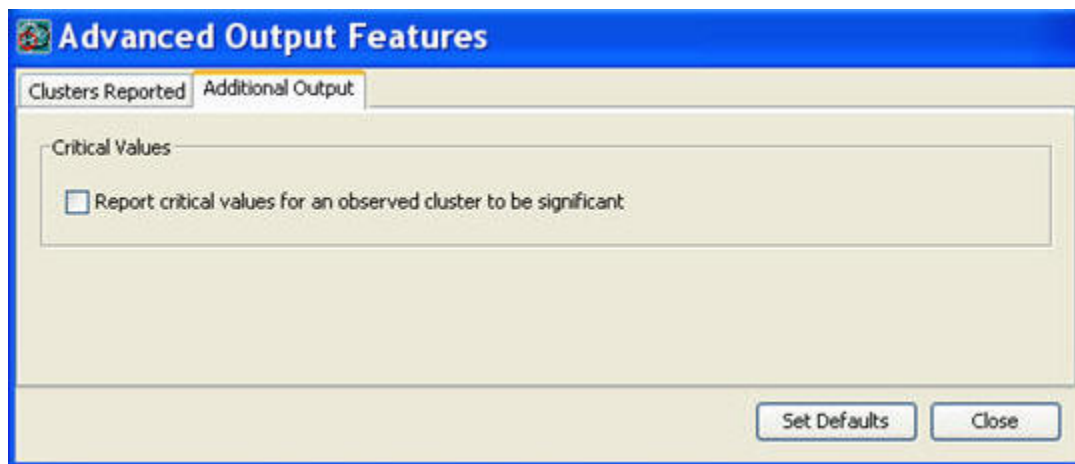 Advanced Output Features
Clusters Reported
Additional Output
Critical Values
Report critical values for an observed cluster to be significant
Set Defaults
Close